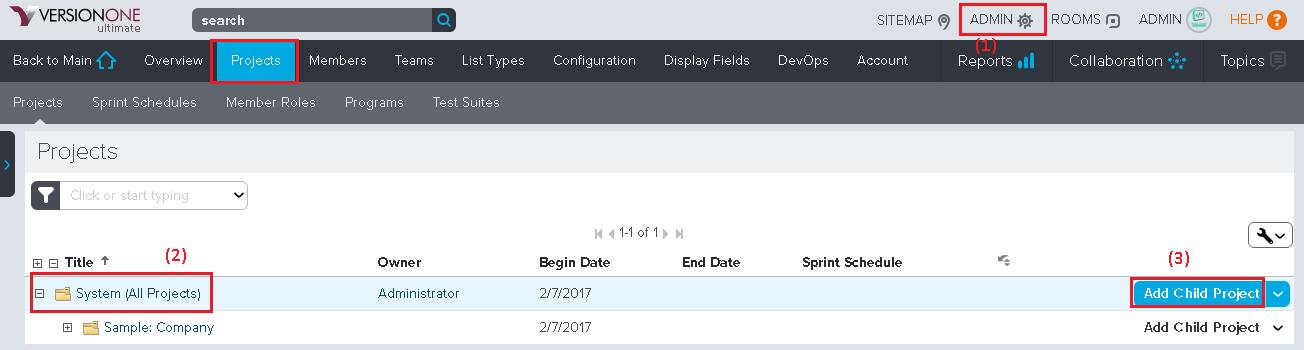 VERSIONONE
ultimate
search
SITEMAP ADMIN ROOMS ADMIN HELP ?
(1)
Back to Main Overview Projects Members Teams List Types Configuration Display Fields DevOps Account Reports Collaboration Topics
Projects Sprint Schedules Member Roles Programs Test Suites
Projects
Click or start typing
1-1 of 1
(2) (3)
Title Owner Begin Date End Date Sprint Schedule
System (All Projects) Administrator 2/7/2017 Add Child Project
Sample: Company 2/7/2017 Add Child Project